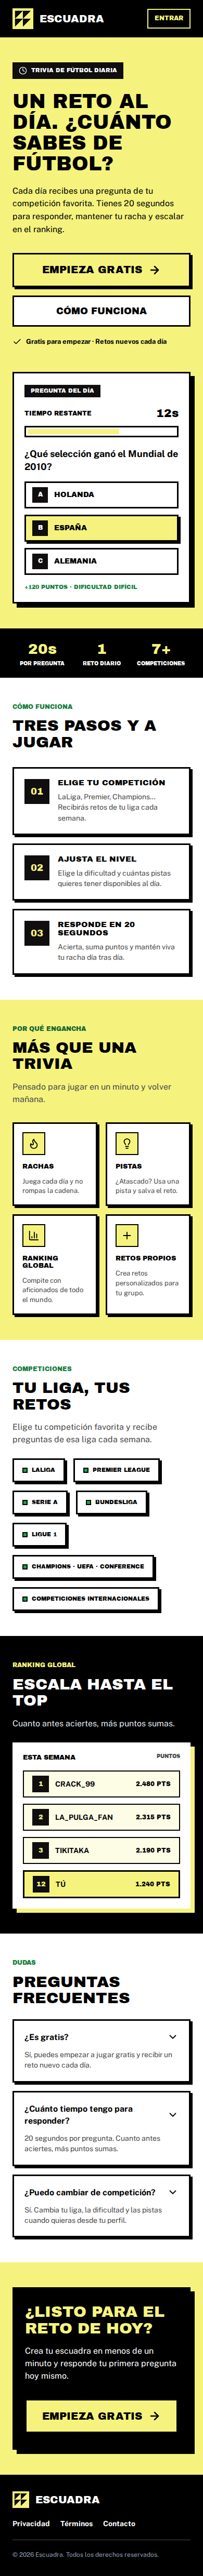 ESCUADRA
ENTRAR
TRIVIA DE FÚTBOL DIARIA
UN RETO AL
DÍA. ¿CUÁNTO
SABES DE
FÚTBOL?
Cada día recibes una pregunta de tu
competición favorita. Tienes 20 segundos
para responder, mantener tu racha y escalar
en el ranking.
EMPIEZA GRATIS →
CÓMO FUNCIONA
Gratis para empezar · Retos nuevos cada día
PREGUNTA DEL DÍA
TIEMPO RESTANTE 12s
¿Qué selección ganó el Mundial de
2010?
A HOLANDA
B ESPAÑA
C ALEMANIA
+120 PUNTOS · DIFICULTAD DIFÍCIL
20s 1 7+
POR PREGUNTA RETO DIARIO COMPETICIONES
CÓMO FUNCIONA
TRES PASOS Y A
JUGAR
01 ELIGE TU COMPETICIÓN
LaLiga, Premier, Champions...
Recibirás retos de tu liga cada
semana.
02 AJUSTA EL NIVEL
Elige la dificultad y cuántas pistas
quieres tener disponibles al día.
03 RESPONDE EN 20
SEGUNDOS
Acierta, suma puntos y mantén viva
tu racha día tras día.
POR QUÉ ENGANCHA
MÁS QUE UNA
TRIVIA
Pensado para jugar en un minuto y volver
mañana.
RACHAS
Juega cada día y no
rompas la cadena.
PISTAS
¿Atascado? Usa una
pista y salva el reto.
RANKING
GLOBAL
Compite con
aficionados de todo
el mundo.
RETOS PROPIOS
Crea retos
personalizados para
tu grupo.
COMPETICIONES
TU LIGA, TUS
RETOS
Elige tu competición favorita y recibe
preguntas de esa liga cada semana.
LALIGA
PREMIER LEAGUE
SERIE A
BUNDESLIGA
LIGUE 1
CHAMPIONS · UEFA · CONFERENCE
COMPETICIONES INTERNACIONALES
RANKING GLOBAL
ESCALA HASTA EL
TOP
Cuanto antes aciertes, más puntos sumas.
ESTA SEMANA PUNTOS
1 CRACK_99 2.480 PTS
2 LA_PULGA_FAN 2.315 PTS
3 TIKITAKA 2.190 PTS
12 TÚ 1.240 PTS
DUDAS
PREGUNTAS
FRECUENTES
¿Es gratis?
Sí, puedes empezar a jugar gratis y recibir un
reto nuevo cada día.
¿Cuánto tiempo tengo para
responder?
20 segundos por pregunta. Cuanto antes
aciertes, más puntos sumas.
¿Puedo cambiar de competición?
Sí. Cambia tu liga, la dificultad y las pistas
cuando quieras desde tu perfil.
¿LISTO PARA EL
RETO DE HOY?
Crea tu escuadra en menos de un
minuto y responde tu primera pregunta
hoy mismo.
EMPIEZA GRATIS →
ESCUADRA
Privacidad Términos Contacto
© 2026 Escuadra. Todos los derechos reservados.